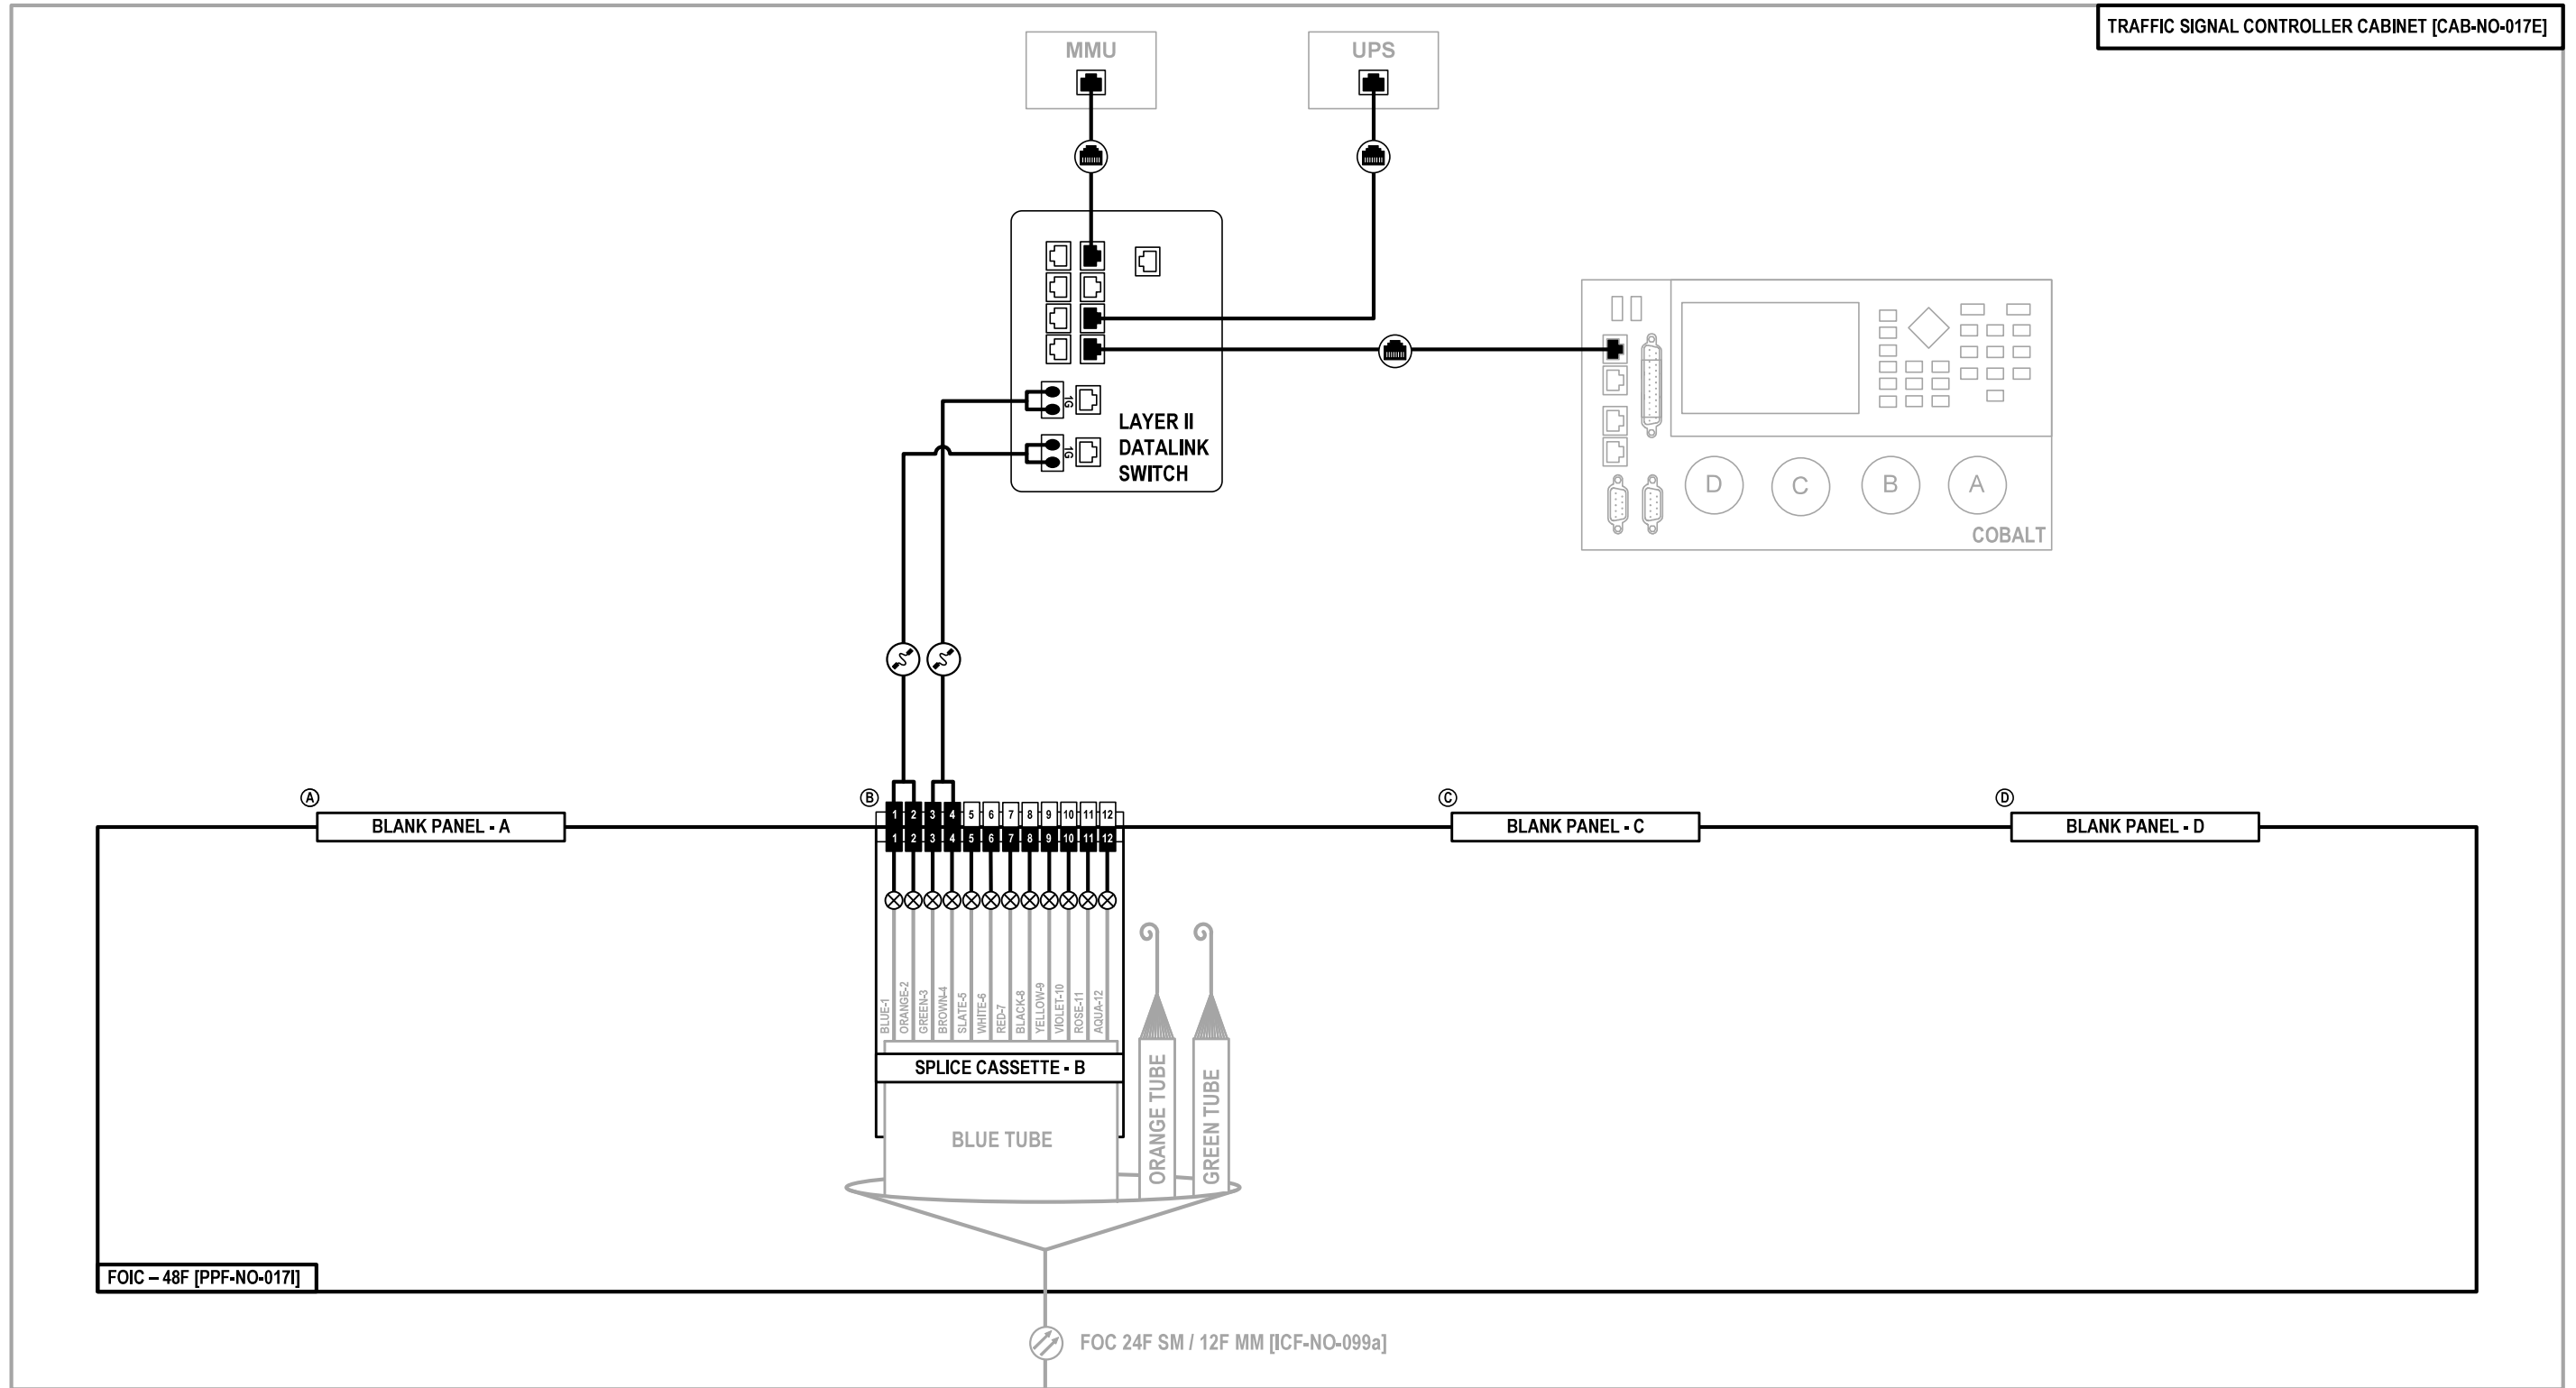 TRAFFIC SIGNAL CONTROLLER CABINET [CAB-NO-017E]
MMU
UPS
1G
1G
LAYER II
DATALINK
SWITCH
D
C
B
A
COBALT
A
BLANK PANEL - A
B
1 2 3 4 5 6 7 8 9 10 11 12
1 2 3 4 5 6 7 8 9 10 11 12
C
BLANK PANEL - C
D
BLANK PANEL - D
BLUE-1
ORANGE-2
GREEN-3
BROWN-4
SLATE-5
WHITE-6
RED-7
BLACK-8
YELLOW-9
VIOLET-10
ROSE-11
AQUA-12
SPLICE CASSETTE - B
BLUE TUBE
ORANGE TUBE
GREEN TUBE
FOIC – 48F [PPF-NO-017I]
FOC 24F SM / 12F MM [ICF-NO-099a]